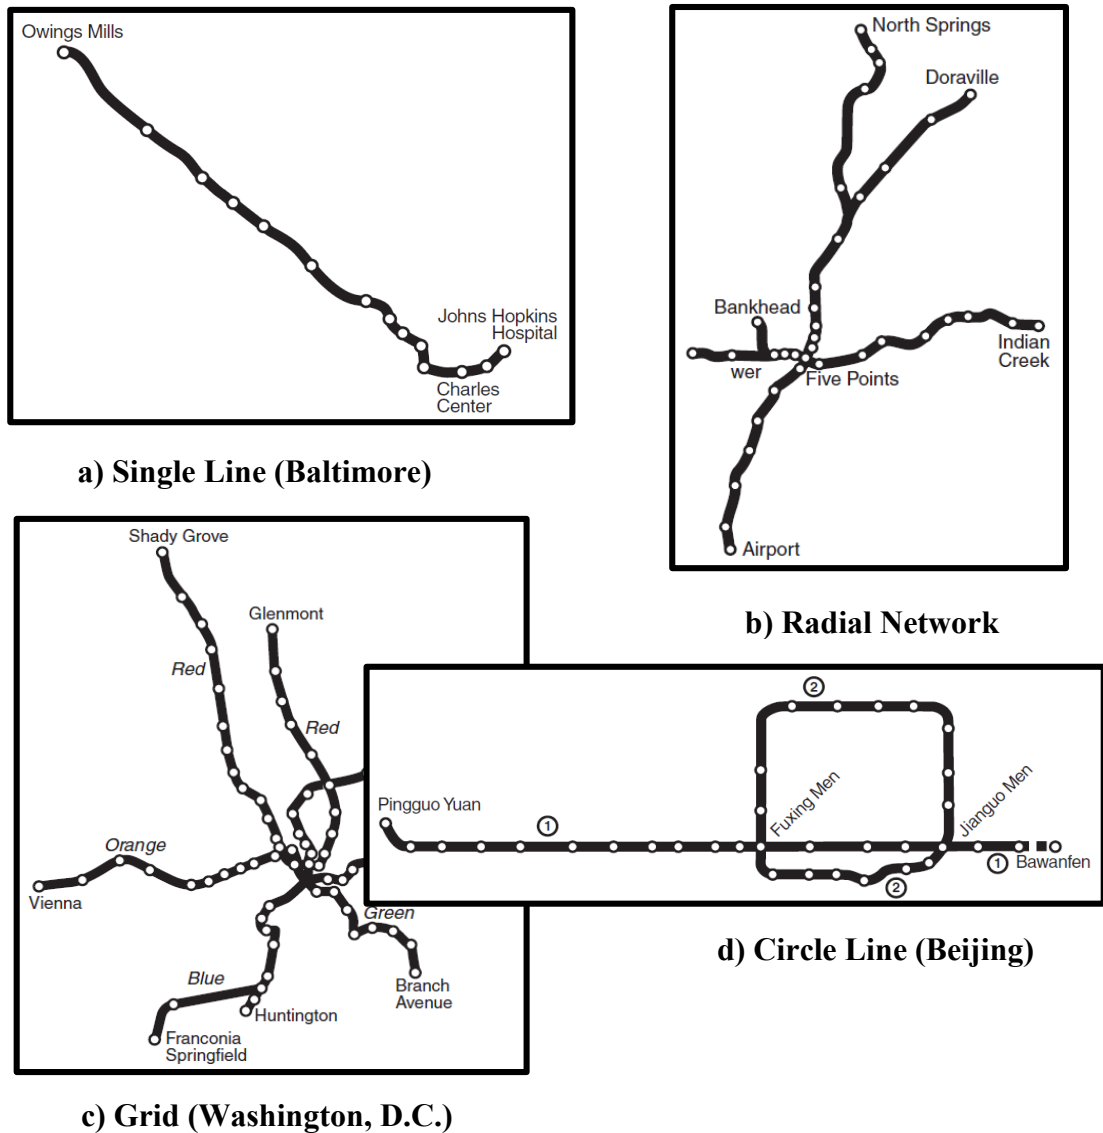 Owings Mills
Johns Hopkins
Hospital
Charles
Center
a) Single Line (Baltimore)
North Springs
Doraville
Bankhead
wer
Five Points
Indian
Creek
Airport
b) Radial Network
Shady Grove
Glenmont
Red
Red
Orange
Vienna
Green
Blue
Branch
Avenue
Huntington
Franconia
Springfield
c) Grid (Washington, D.C.)
2
Pingguo Yuan
1
Fuxing Men
Jianguo Men
1
Bawanfen
2
d) Circle Line (Beijing)